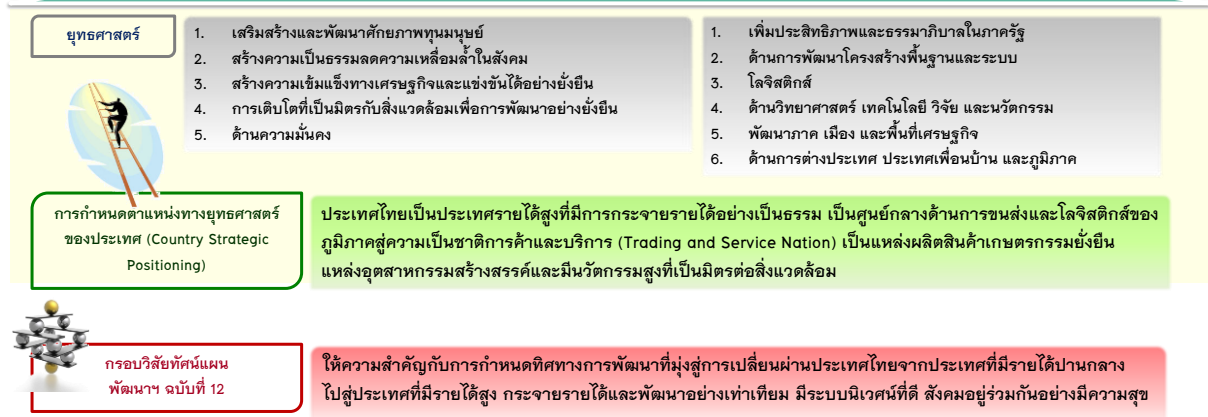 ยุทธศาสตร์
1. เสริมสร้างและพัฒนาศักยภาพทุนมนุษย์
2. สร้างความเป็นธรรมลดความเหลื่อมล้ำในสังคม
3. สร้างความเข้มแข็งทางเศรษฐกิจและแข่งขันได้อย่างยั่งยืน
4. การเติบโตที่เป็นมิตรกับสิ่งแวดล้อมเพื่อการพัฒนาอย่างยั่งยืน
5. ด้านความมั่นคง
1. เพิ่มประสิทธิภาพและธรรมาภิบาลในภาครัฐ
2. ด้านการพัฒนาโครงสร้างพื้นฐานและระบบ
3. โลจิสติกส์
4. ด้านวิทยาศาสตร์ เทคโนโลยี วิจัย และนวัตกรรม
5. พัฒนาภาค เมือง และพื้นที่เศรษฐกิจ
6. ด้านการต่างประเทศ ประเทศเพื่อนบ้าน และภูมิภาค
การกำหนดตำแหน่งทางยุทธศาสตร์
ของประเทศ (Country Strategic
Positioning)
ประเทศไทยเป็นประเทศรายได้สูงที่มีการกระจายรายได้อย่างเป็นธรรม เป็นศูนย์กลางด้านการขนส่งและโลจิสติกส์ของ
ภูมิภาคสู่ความเป็นชาติการค้าและบริการ (Trading and Service Nation) เป็นแหล่งผลิตสินค้าเกษตรกรรมยั่งยืน
แหล่งอุตสาหกรรมสร้างสรรค์และมีนวัตกรรมสูงที่เป็นมิตรต่อสิ่งแวดล้อม
กรอบวิสัยทัศน์แผน
พัฒนาฯ ฉบับที่ 12
ให้ความสำคัญกับการกำหนดทิศทางการพัฒนาที่มุ่งสู่การเปลี่ยนผ่านประเทศไทยจากประเทศที่มีรายได้ปานกลาง
ไปสู่ประเทศที่มีรายได้สูง กระจายรายได้และพัฒนาอย่างเท่าเทียม มีระบบนิเวศน์ที่ดี สังคมอยู่ร่วมกันอย่างมีความสุข